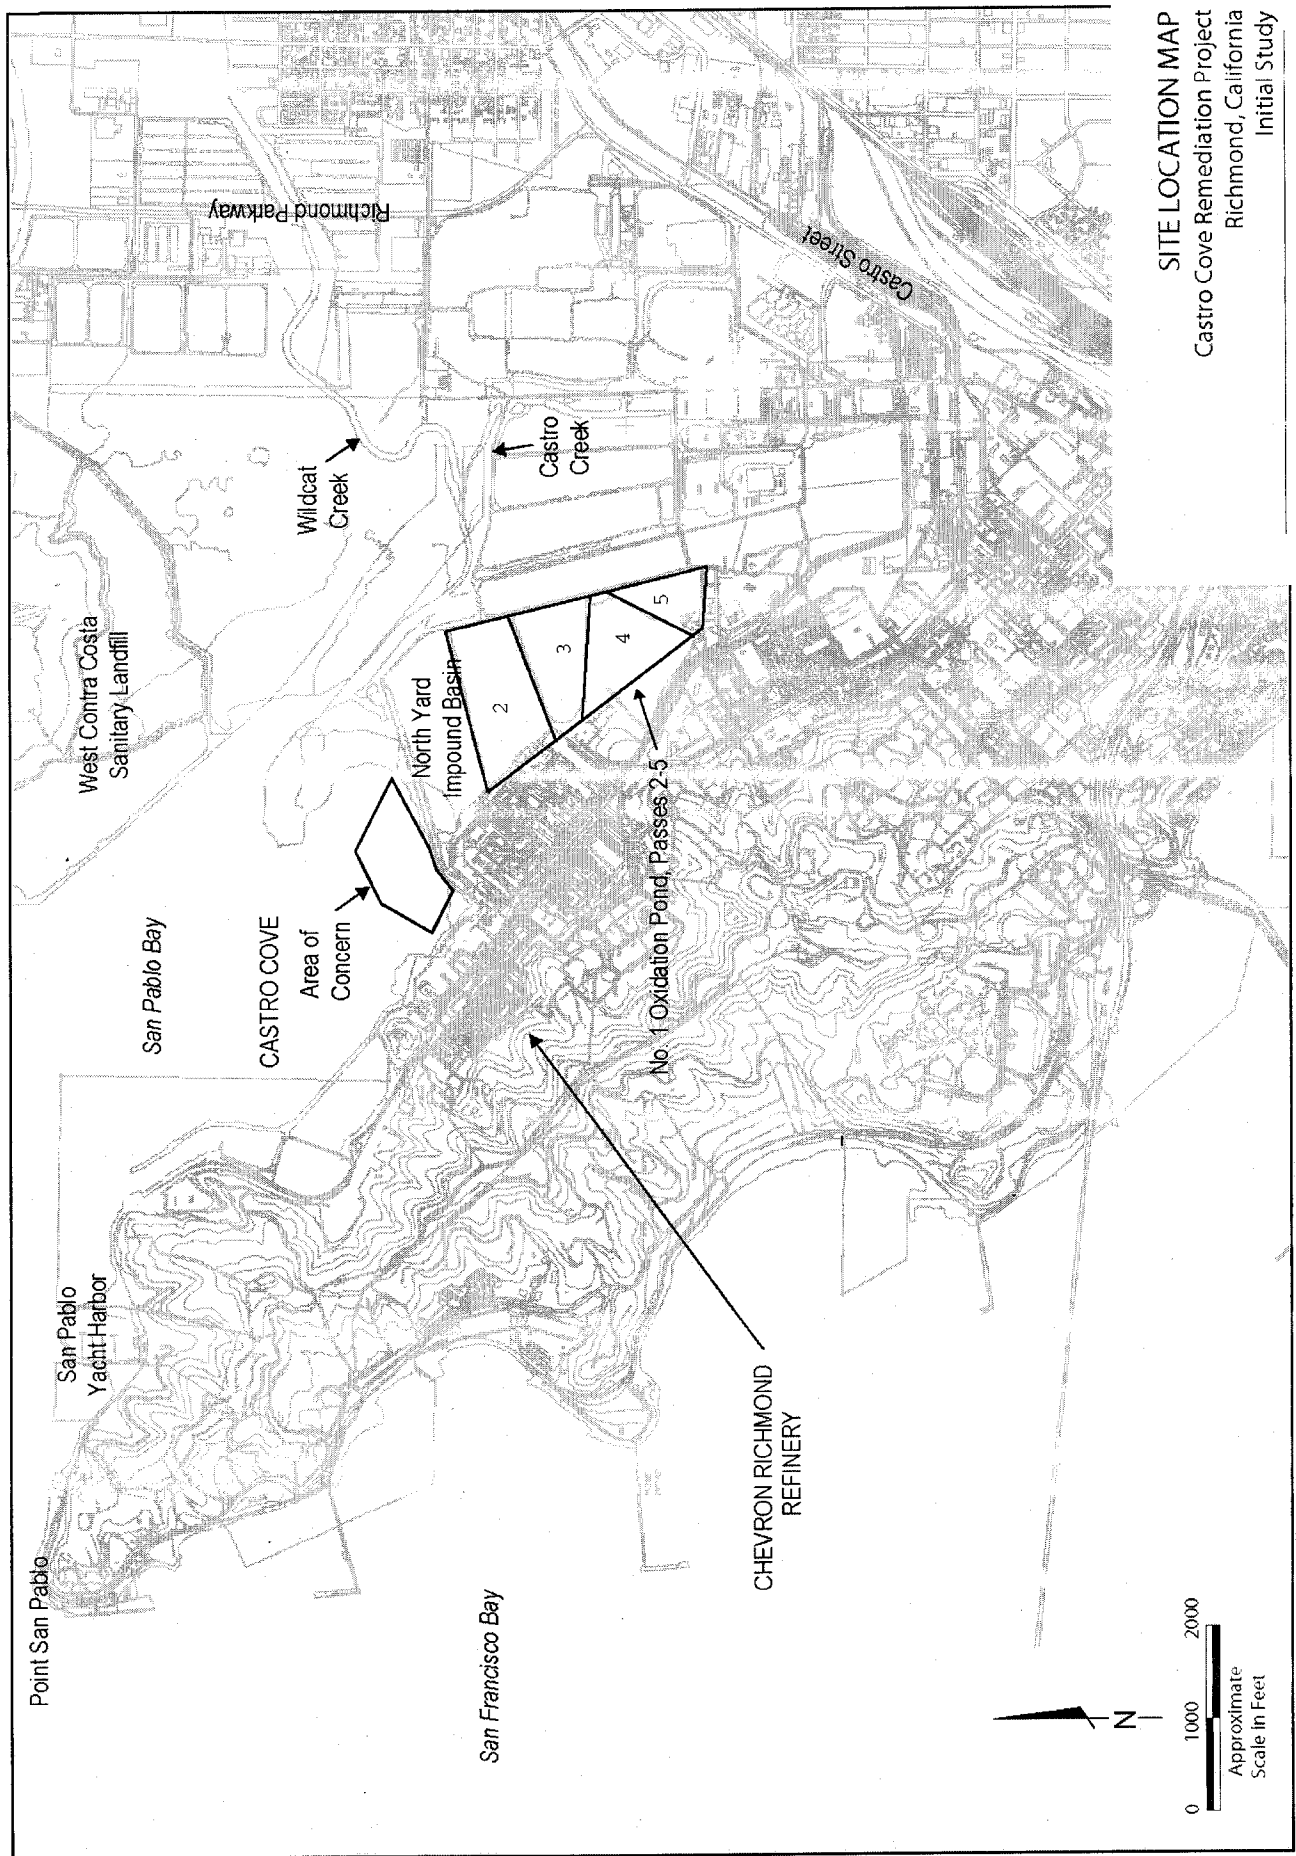 Point San Pablo
San Pablo
Yacht Harbor
San Pablo Bay
West Contra Costa
Sanitary Landfill
CASTRO COVE
Area of
Concern
Wildcat
Creek
Richmond Parkway
North Yard
Impound Basin
Castro
Creek
2
3
4
5
No. 1 Oxidation Pond, Passes 2-5
Castro Street
San Francisco Bay
CHEVRON RICHMOND
REFINERY
N
0 1000 2000
Approximate
Scale in Feet
SITE LOCATION MAP
Castro Cove Remediation Project
Richmond, California
Initial Study